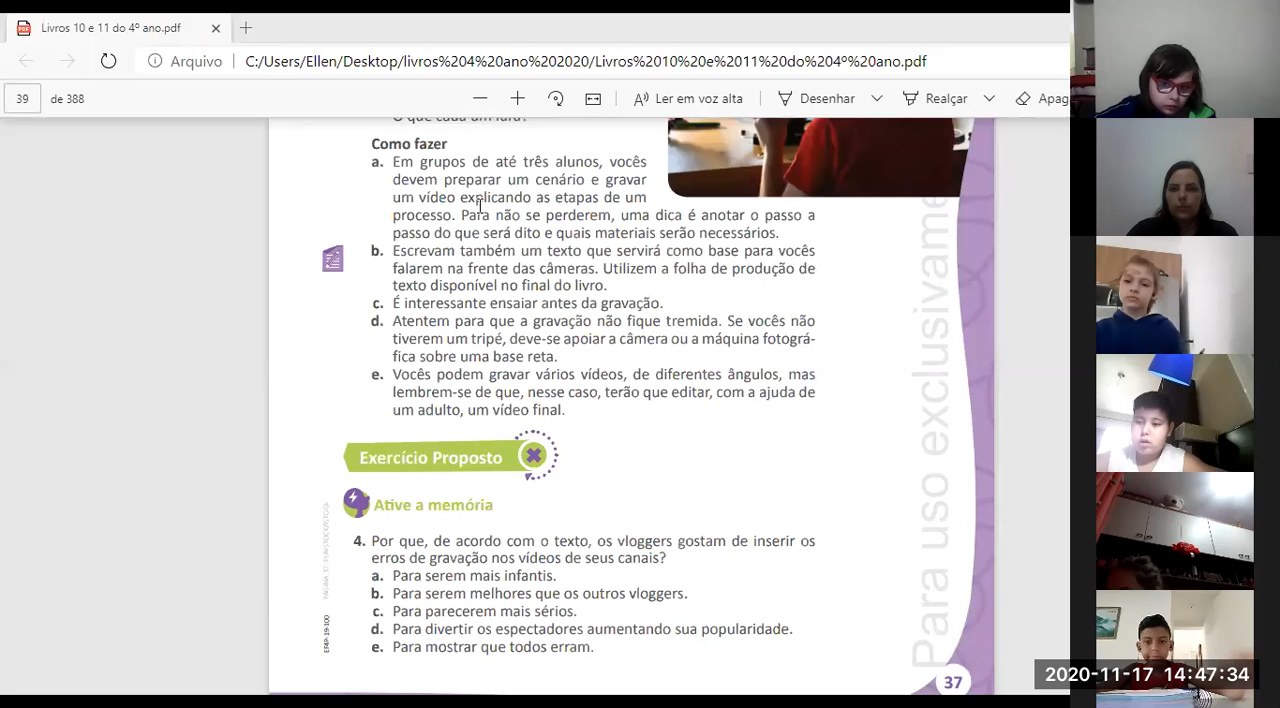 Livros 10 e 11 do 4º ano.pdf
Arquivo
C:/Users/Ellen/Desktop/livros%204%20ano%202020/Livros%2010%20e%2011%20do%204º%20ano.pdf
39
de 388
Ler em voz alta
Desenhar
Realçar
Apag
O que cada um fará?
Como fazer
a. Em grupos de até três alunos, vocês
devem preparar um cenário e gravar
um vídeo explicando as etapas de um
processo. Para não se perderem, uma dica é anotar o passo a
passo do que será dito e quais materiais serão necessários.
b. Escrevam também um texto que servirá como base para vocês
falarem na frente das câmeras. Utilizem a folha de produção de
texto disponível no final do livro.
c. É interessante ensaiar antes da gravação.
d. Atentem para que a gravação não fique tremida. Se vocês não
tiverem um tripé, deve-se apoiar a câmera ou a máquina fotográ-
fica sobre uma base reta.
e. Vocês podem gravar vários vídeos, de diferentes ângulos, mas
lembrem-se de que, nesse caso, terão que editar, com a ajuda de
um adulto, um vídeo final.
Exercício Proposto
Ative a memória
4. Por que, de acordo com o texto, os vloggers gostam de inserir os
erros de gravação nos vídeos de seus canais?
a. Para serem mais infantis.
b. Para serem melhores que os outros vloggers.
c. Para parecerem mais sérios.
d. Para divertir os espectadores aumentando sua popularidade.
e. Para mostrar que todos erram.
Para uso exclusivame
37
2020-11-17 14:47:34